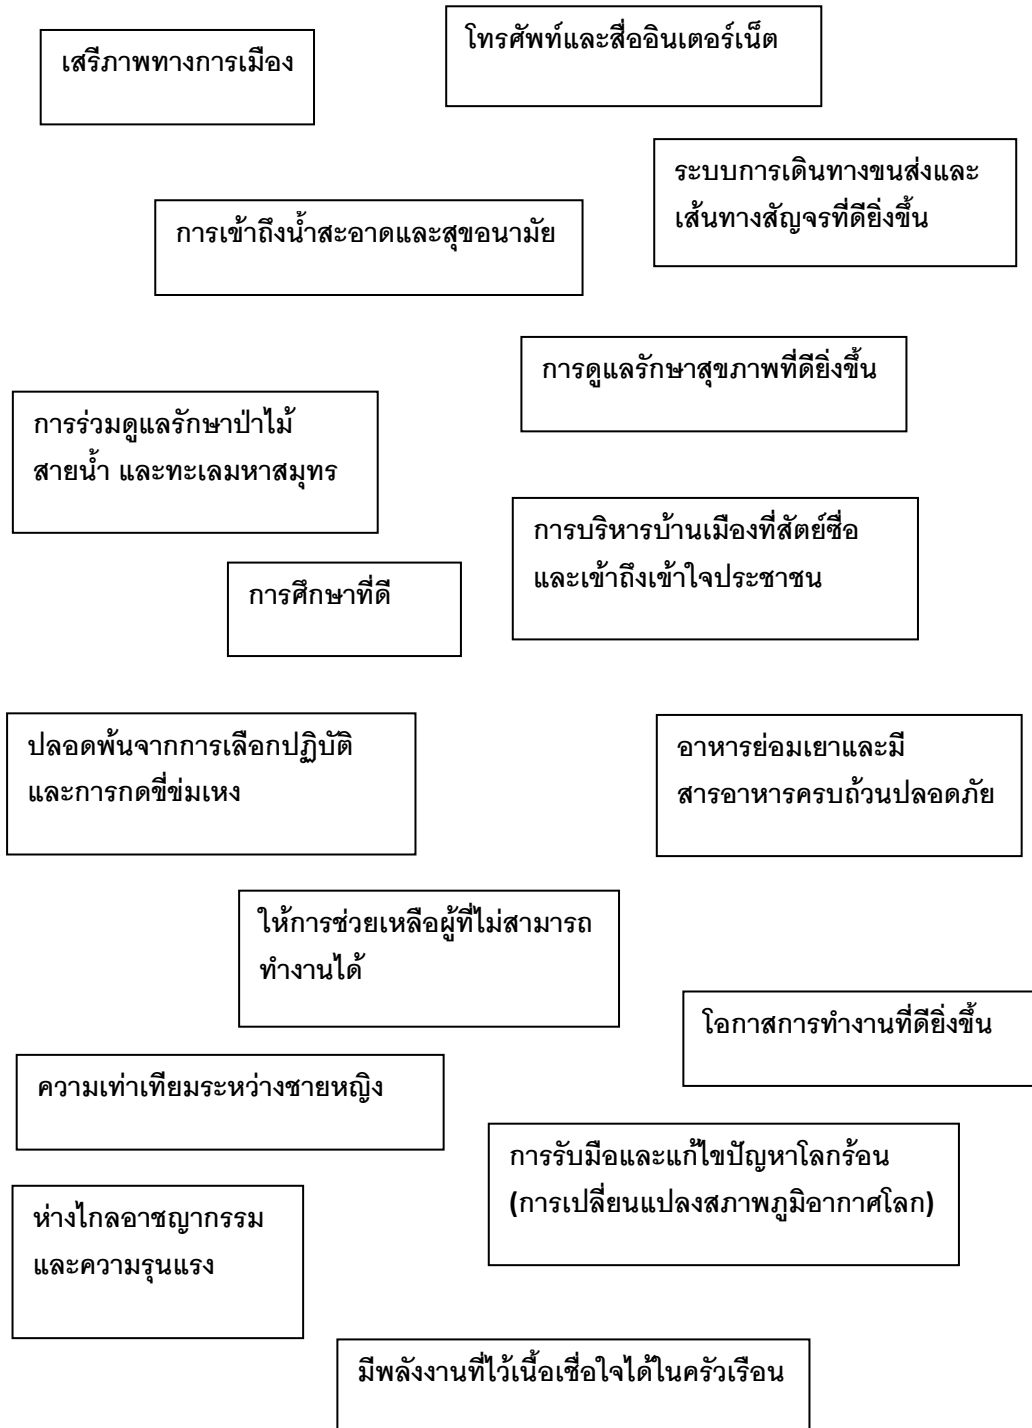 เสรีภาพทางการเมือง
โทรศัพท์และสื่ออินเตอร์เน็ต
ระบบการเดินทางขนส่งและ
เส้นทางสัญจรที่ดียิ่งขึ้น
การเข้าถึงน้ำสะอาดและสุขอนามัย
การดูแลรักษาสุขภาพที่ดียิ่งขึ้น
การร่วมดูแลรักษาป่าไม้
สายน้ำ และทะเลมหาสมุทร
การบริหารบ้านเมืองที่สัตย์ซื่อ
และเข้าถึงเข้าใจประชาชน
การศึกษาที่ดี
ปลอดพ้นจากการเลือกปฏิบัติ
และการกดขี่ข่มเหง
อาหารย่อมเยาและมี
สารอาหารครบถ้วนปลอดภัย
ให้การช่วยเหลือผู้ที่ไม่สามารถ
ทำงานได้
โอกาสการทำงานที่ดียิ่งขึ้น
ความเท่าเทียมระหว่างชายหญิง
การรับมือและแก้ไขปัญหาโลกร้อน
(การเปลี่ยนแปลงสภาพภูมิอากาศโลก)
ห่างไกลอาชญากรรม
และความรุนแรง
มีพลังงานที่ไว้เนื้อเชื่อใจได้ในครัวเรือน